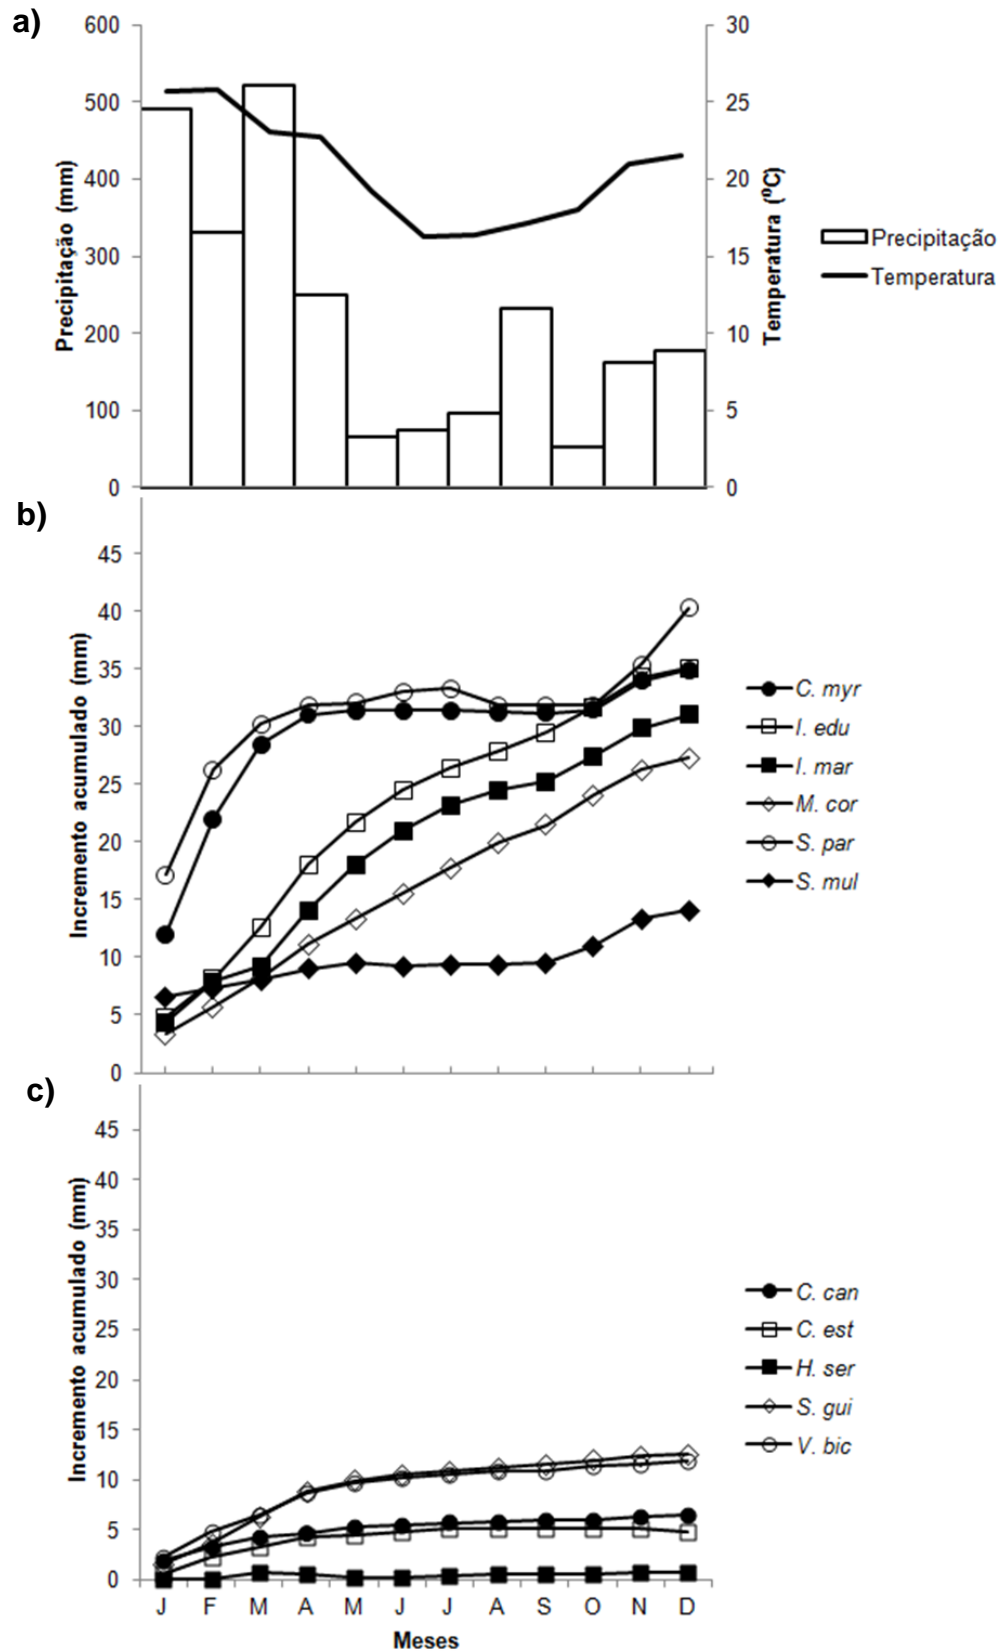 a)
600
500
400
300
200
100
0
Precipitação (mm)
30
25
20
15
10
5
0
Temperatura (ºC)
Precipitação
Temperatura
b)
45
40
35
30
25
20
15
10
5
0
Incremento acumulado (mm)
C. myr
I. edu
I. mar
M. cor
S. par
S. mul
c)
45
40
35
30
25
20
15
10
5
0
Incremento acumulado (mm)
C. can
C. est
H. ser
S. gui
V. bic
J F M A M J J A S O N D
Meses